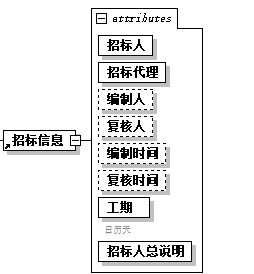 attributes
招标人
招标代理
编制人
复核人
招标信息
编制时间
复核时间
工期
日历天
招标人总说明